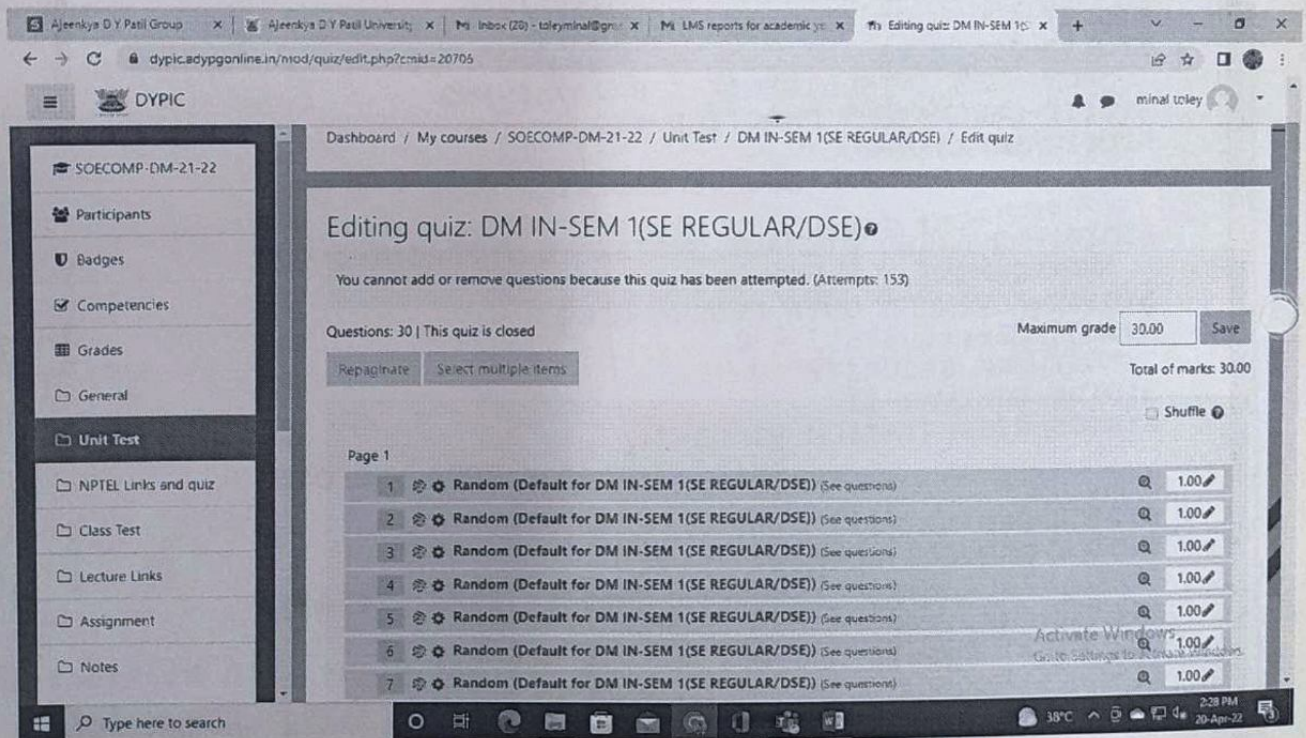 Ajeenkya D Y Patil Group
Ajeenkya D Y Patil University
Inbox (20) - toleyminal@gm
LMS reports for academic ye
Editing quiz: DM IN-SEM 1(S
dypic.adypgonline.in/mod/quiz/edit.php?cmid=20705
DYPIC
minal toley
Dashboard / My courses / SOECOMP-DM-21-22 / Unit Test / DM IN-SEM 1(SE REGULAR/DSE) / Edit quiz
SOECOMP-DM-21-22
Participants
Badges
Competencies
Grades
General
Unit Test
NPTEL Links and quiz
Class Test
Lecture Links
Assignment
Notes
Editing quiz: DM IN-SEM 1(SE REGULAR/DSE)
You cannot add or remove questions because this quiz has been attempted. (Attempts: 153)
Questions: 30 | This quiz is closed
Maximum grade 30.00 Save
Repaginate Select multiple items
Total of marks: 30.00
Shuffle
Page 1
1 Random (Default for DM IN-SEM 1(SE REGULAR/DSE)) (See questions) 1.00
2 Random (Default for DM IN-SEM 1(SE REGULAR/DSE)) (See questions) 1.00
3 Random (Default for DM IN-SEM 1(SE REGULAR/DSE)) (See questions) 1.00
4 Random (Default for DM IN-SEM 1(SE REGULAR/DSE)) (See questions) 1.00
5 Random (Default for DM IN-SEM 1(SE REGULAR/DSE)) (See questions) 1.00
6 Random (Default for DM IN-SEM 1(SE REGULAR/DSE)) (See questions) 1.00
7 Random (Default for DM IN-SEM 1(SE REGULAR/DSE)) (See questions) 1.00
Activate Windows
Go to Settings to Activate Windows.
Type here to search
38°C
2:28 PM
20-Apr-22
3